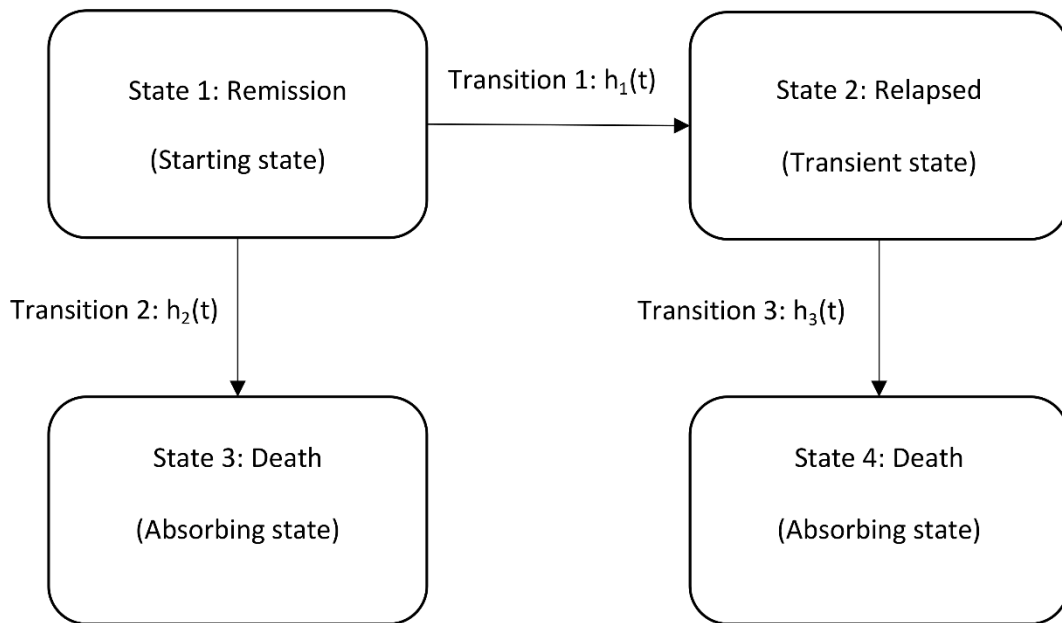 State 1: Remission
(Starting state)
Transition 1: h₁(t)
State 2: Relapsed
(Transient state)
Transition 2: h₂(t)
Transition 3: h₃(t)
State 3: Death
(Absorbing state)
State 4: Death
(Absorbing state)